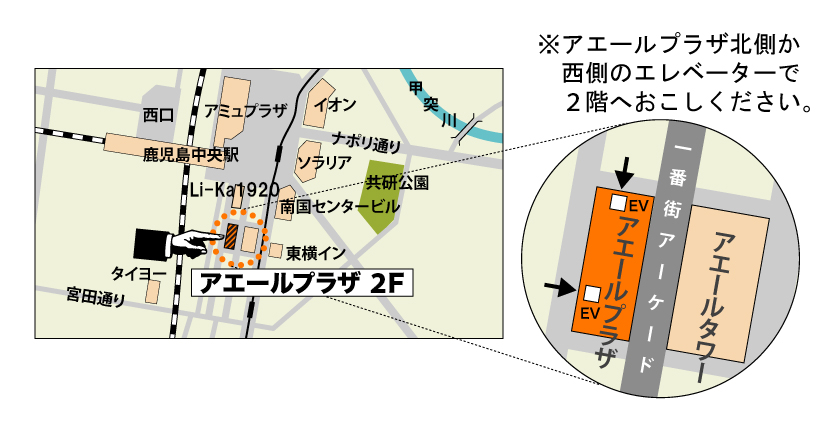 ※アエールプラザ北側か
西側のエレベーターで
２階へおこしください。
甲突川
イオン
アミュプラザ
西口
ナポリ通り
鹿児島中央駅
ソラリア
共研公園
Li-Ka1920
南国センタービル
東横イン
タイヨー
アエールプラザ 2F
宮田通り
一番街アーケード
EV
アエールプラザ
EV
アエールタワー